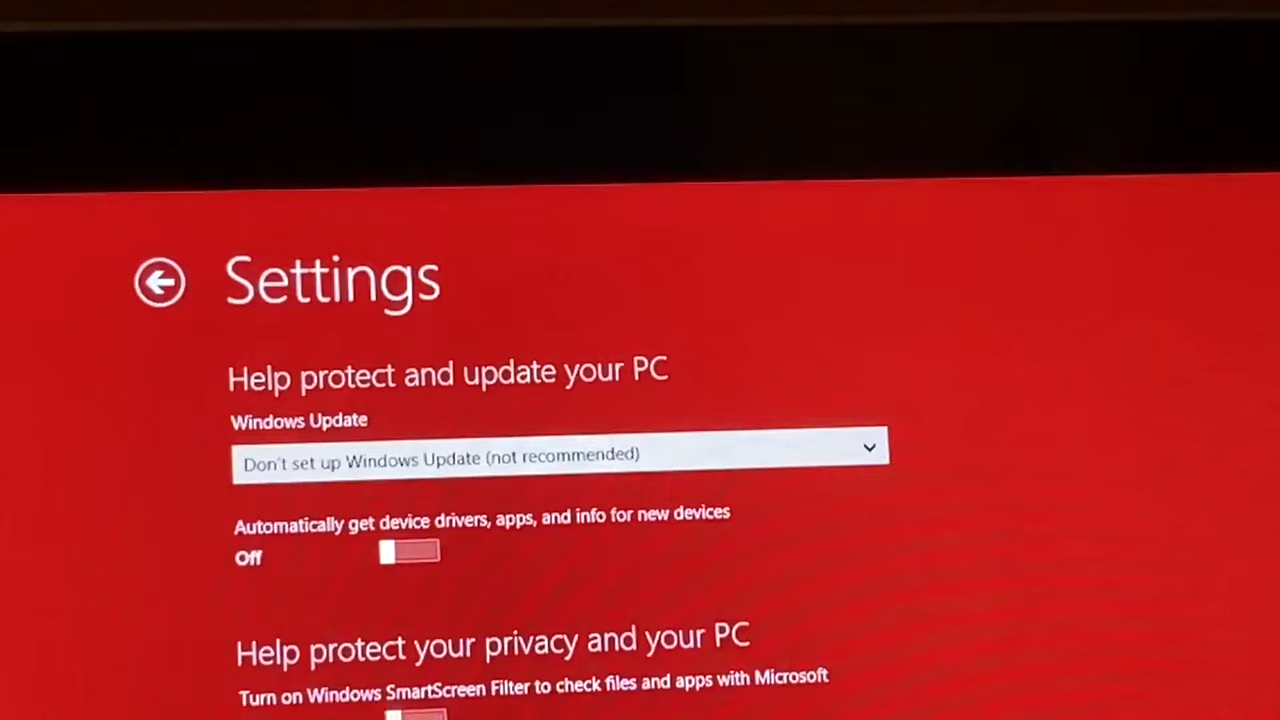 Settings
Help protect and update your PC
Windows Update
Don't set up Windows Update (not recommended)
Automatically get device drivers, apps, and info for new devices
Off
Help protect your privacy and your PC
Turn on Windows SmartScreen Filter to check files and apps with Microsoft